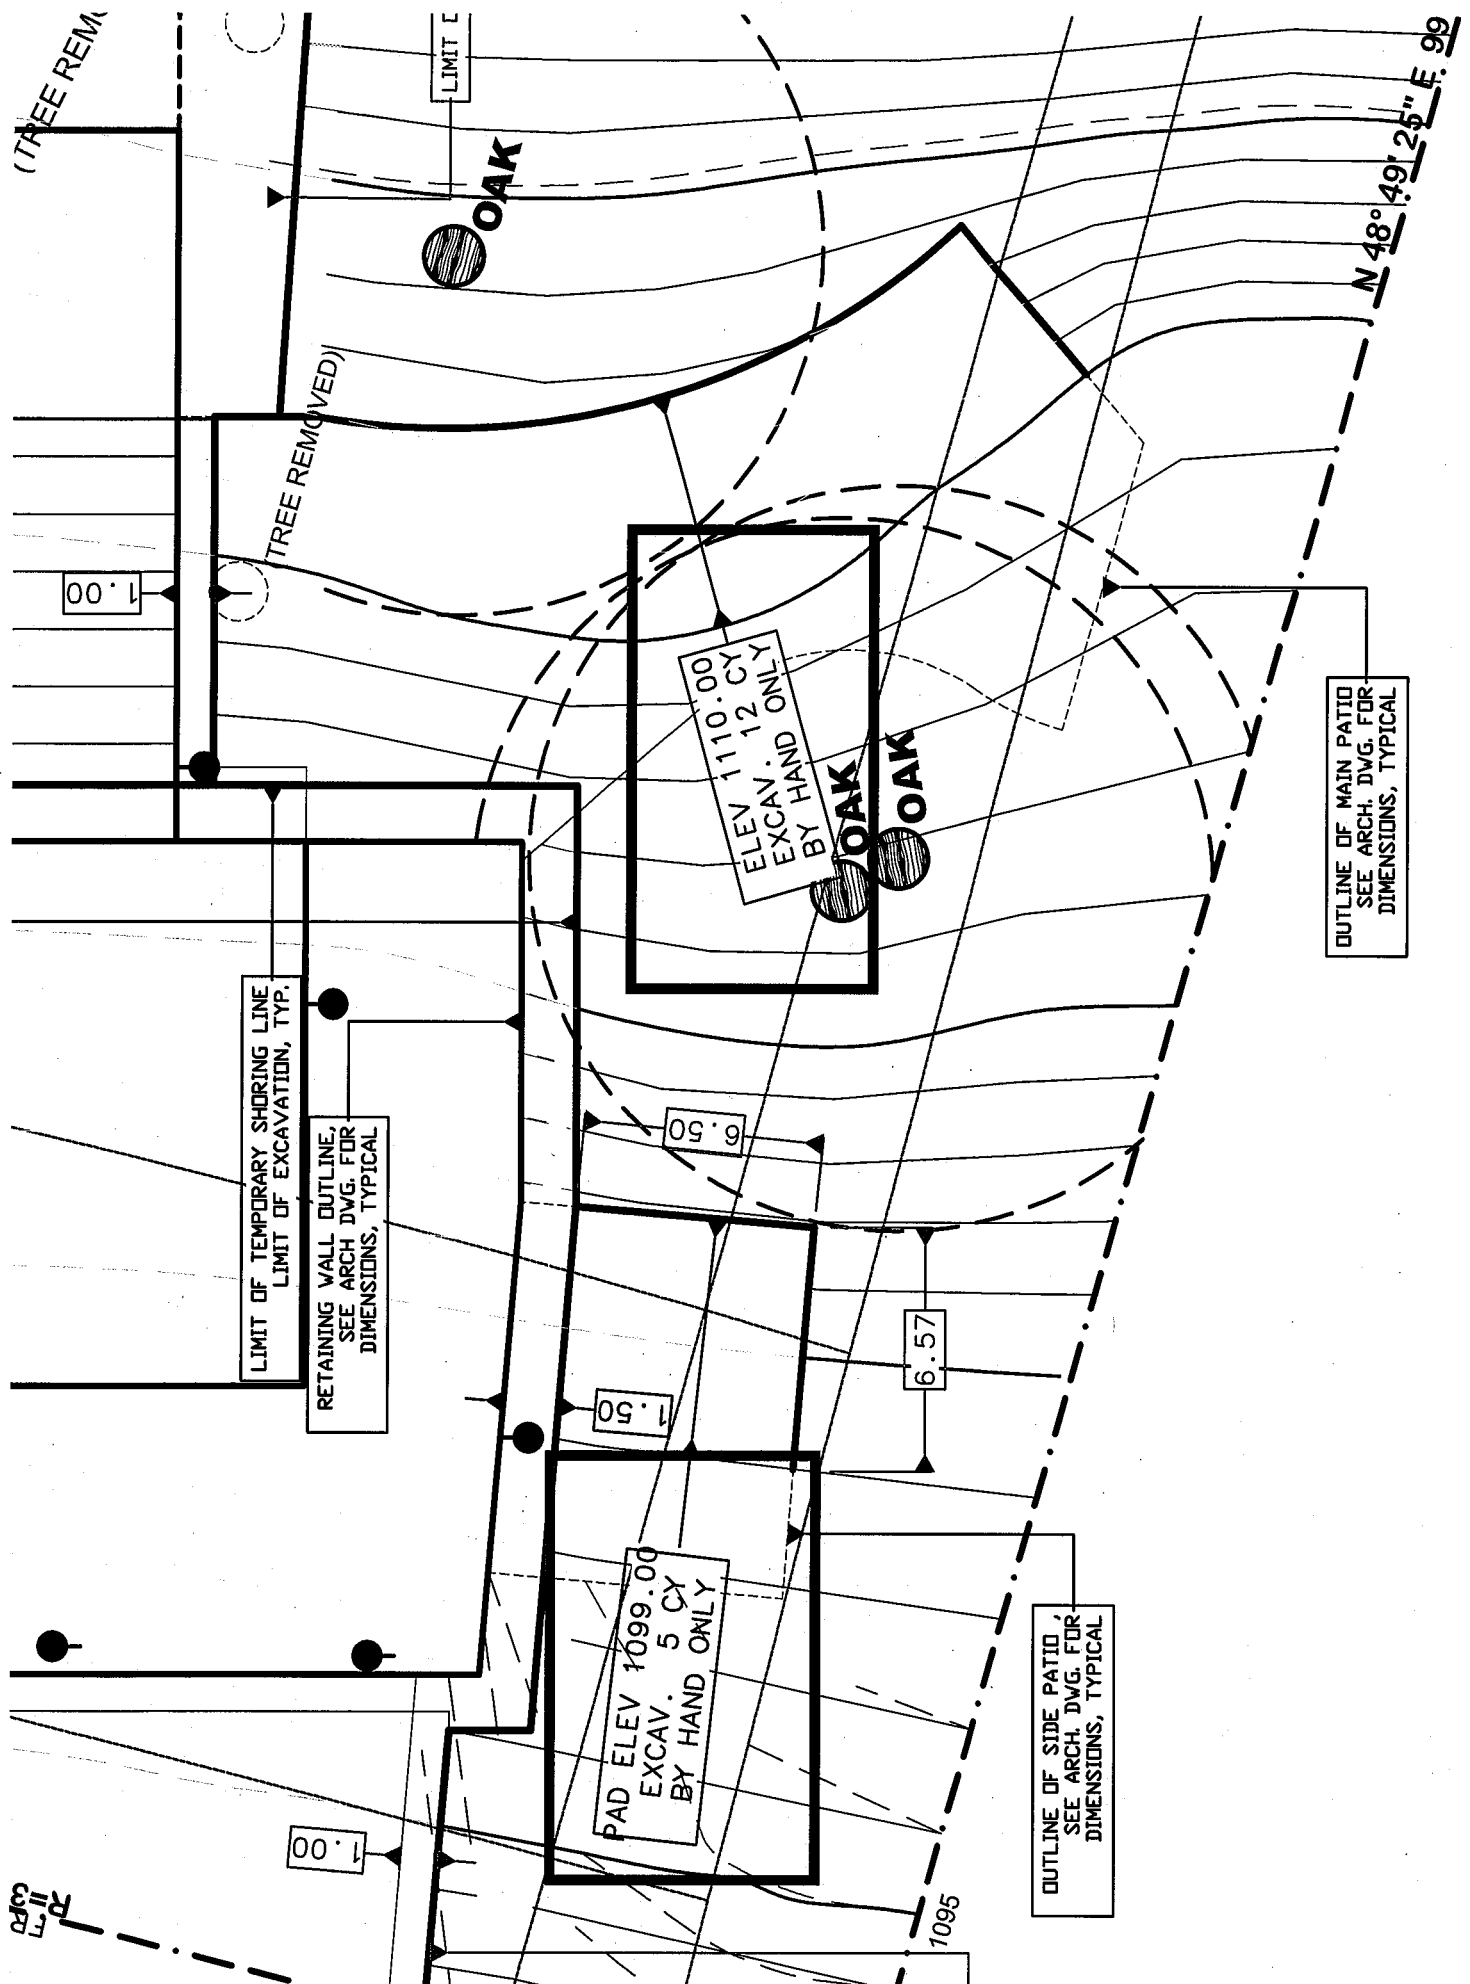 (TREE REM
LIMIT
OAK
N 48° 49' 25" E 99
(TREE REMOVED)
1.00
ELEV 1110.00
EXCAV. 12 CY
BY HAND ONLY
OAK
OAK
OUTLINE OF MAIN PATIO
SEE ARCH. DWG. FOR
DIMENSIONS, TYPICAL
LIMIT OF TEMPORARY SHORING LINE
LIMIT OF EXCAVATION, TYP.
RETAINING WALL OUTLINE,
SEE ARCH DWG. FOR
DIMENSIONS, TYPICAL
6.50
6.57
1.50
PAD ELEV 1099.00
EXCAV. 5 CY
BY HAND ONLY
OUTLINE OF SIDE PATIO ,
SEE ARCH. DWG. FOR
DIMENSIONS, TYPICAL
1.00
1095